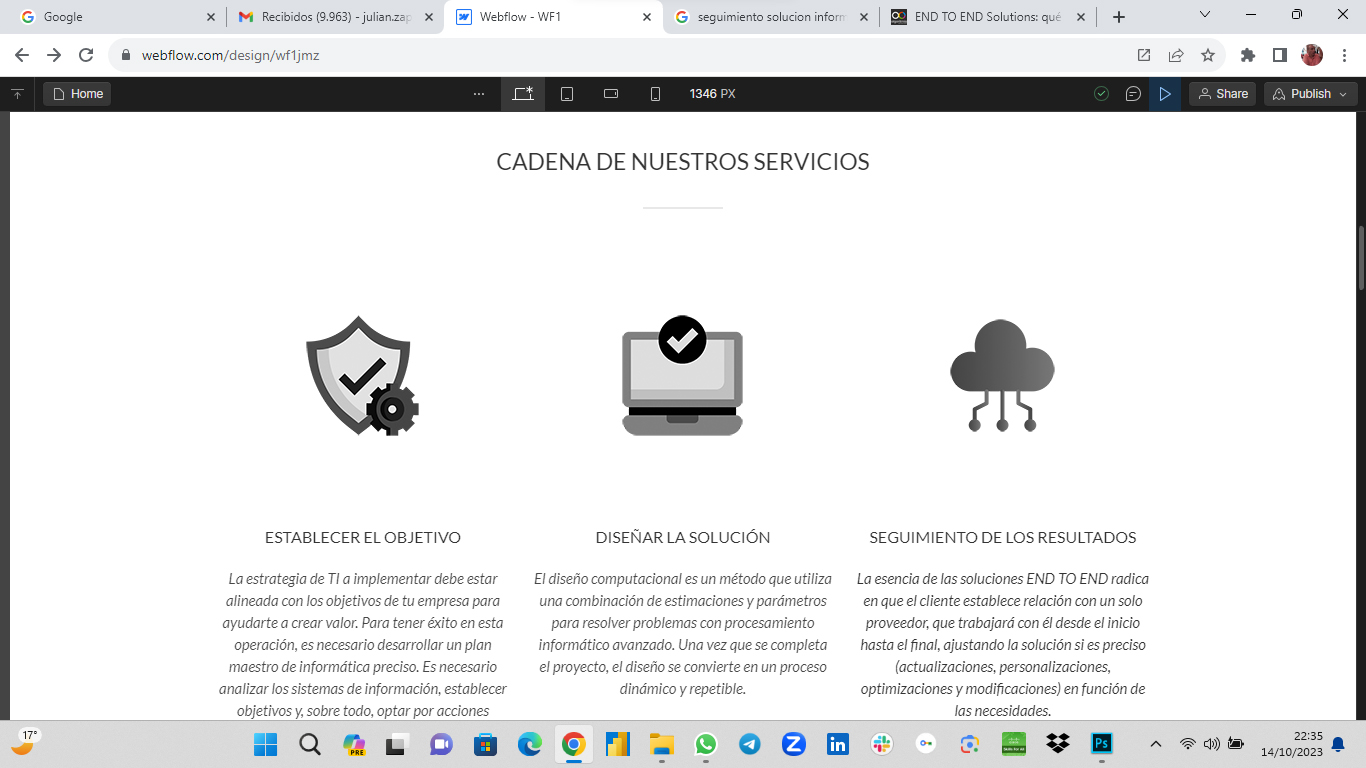 Google
Recibidos (9.963) - julian.zap
Webflow - WF1
seguimiento solucion inform
END TO END Solutions: qué
webflow.com/design/wf1jmz
Home
1346 PX
Share
Publish
CADENA DE NUESTROS SERVICIOS
ESTABLECER EL OBJETIVO
La estrategia de TI a implementar debe estar
alineada con los objetivos de tu empresa para
ayudarte a crear valor. Para tener éxito en esta
operación, es necesario desarrollar un plan
maestro de informática preciso. Es necesario
analizar los sistemas de información, establecer
objetivos y, sobre todo, optar por acciones
DISEÑAR LA SOLUCIÓN
El diseño computacional es un método que utiliza
una combinación de estimaciones y parámetros
para resolver problemas con procesamiento
informático avanzado. Una vez que se completa
el proyecto, el diseño se convierte en un proceso
dinámico y repetible.
SEGUIMIENTO DE LOS RESULTADOS
La esencia de las soluciones END TO END radica
en que el cliente establece relación con un solo
proveedor, que trabajará con él desde el inicio
hasta el final, ajustando la solución si es preciso
(actualizaciones, personalizaciones,
optimizaciones y modificaciones) en función de
las necesidades.
17°
PRE
Ps
22:35
14/10/2023